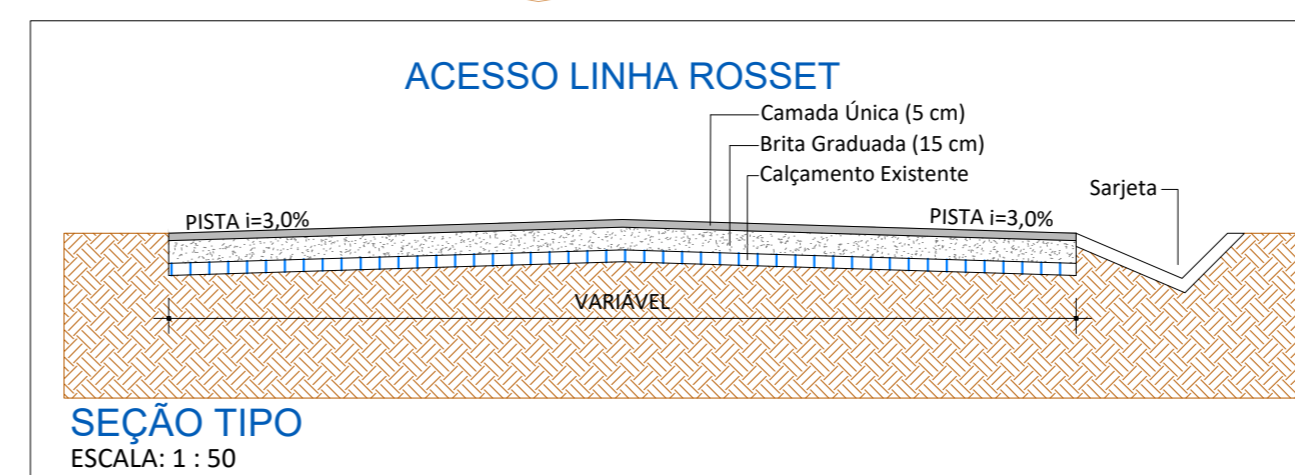 ACESSO LINHA ROSSET
Camada Única (5 cm)
Brita Graduada (15 cm)
Calçamento Existente
Sarjeta
PISTA i=3,0%
PISTA i=3,0%
VARIÁVEL
SEÇÃO TIPO
ESCALA: 1 : 50